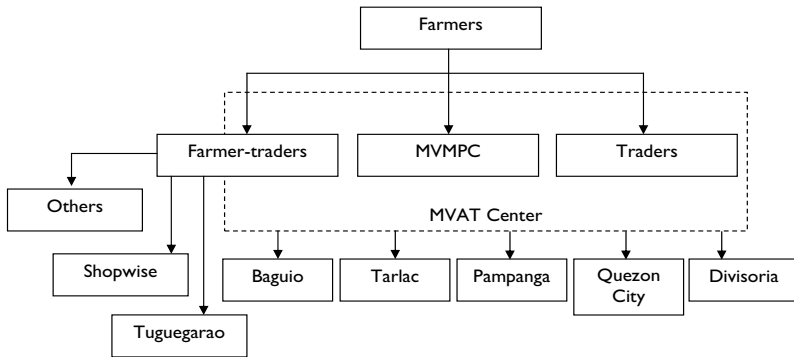 Farmers
Farmer-traders
MVMPC
Traders
Others
MVAT Center
Shopwise
Baguio
Tarlac
Pampanga
Quezon
City
Divisoria
Tuguegarao